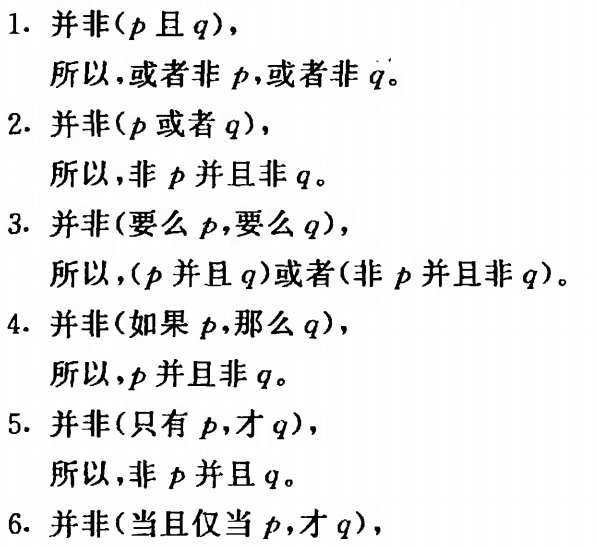 1. 并非(p 且 q),
所以,或者非 p,或者非 q。
2. 并非(p 或者 q),
所以,非 p 并且非 q。
3. 并非(要么 p,要么 q),
所以,(p 并且 q)或者(非 p 并且非 q)。
4. 并非(如果 p,那么 q),
所以,p 并且非 q。
5. 并非(只有 p,才 q),
所以,非 p 并且 q。
6. 并非(当且仅当 p,才 q),